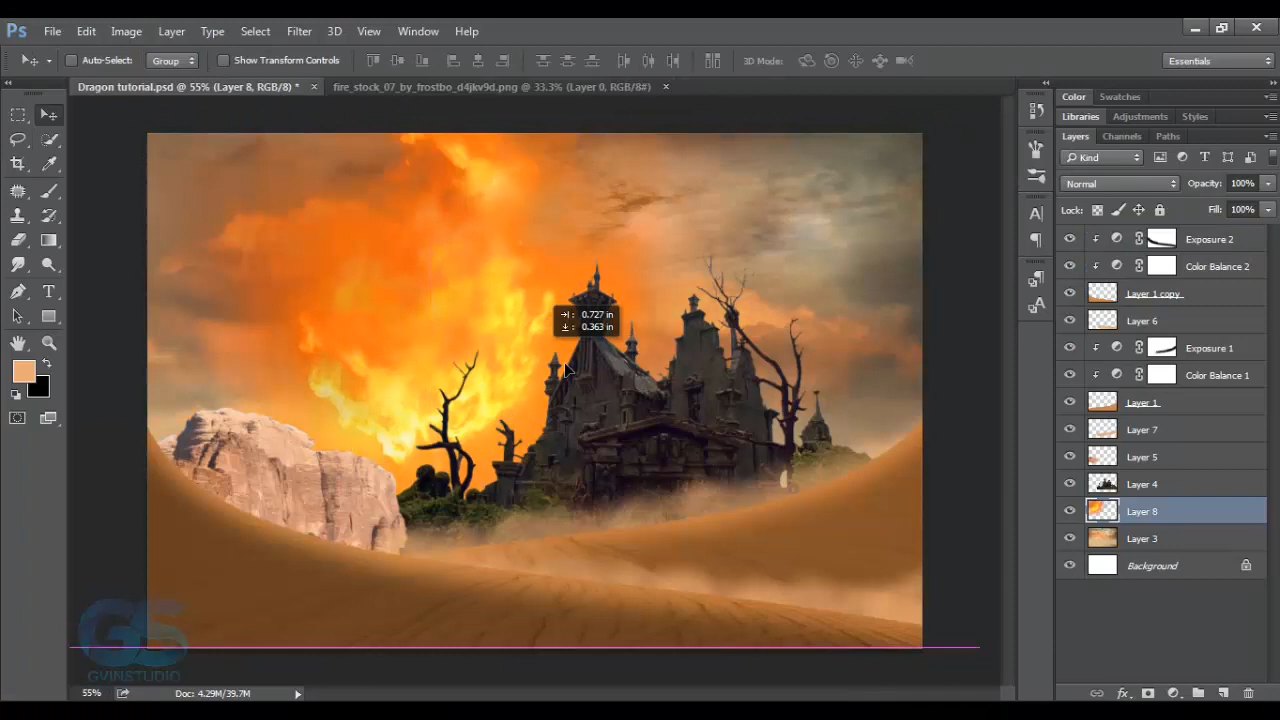 Ps File Edit Image Layer Type Select Filter 3D View Window Help
Auto-Select: Group Show Transform Controls 3D Mode: Essentials
Dragon tutorial.psd @ 55% (Layer 8, RGB/8) * × fire_stock_07_by_frostbo_d4jkv9d.png @ 33.3% (Layer 0, RGB/8#) ×
Color Swatches
Libraries Adjustments Styles
Layers Channels Paths
Kind
Normal Opacity: 100%
Lock: Fill: 100%
Exposure 2
Color Balance 2
Layer 1 copy
Layer 6
Exposure 1
Color Balance 1
Layer 1
Layer 7
Layer 5
Layer 4
Layer 8
Layer 3
Background
: 0.727 in
: 0.363 in
GS
GVINSTUDIO
55% Doc: 4.29M/39.7M